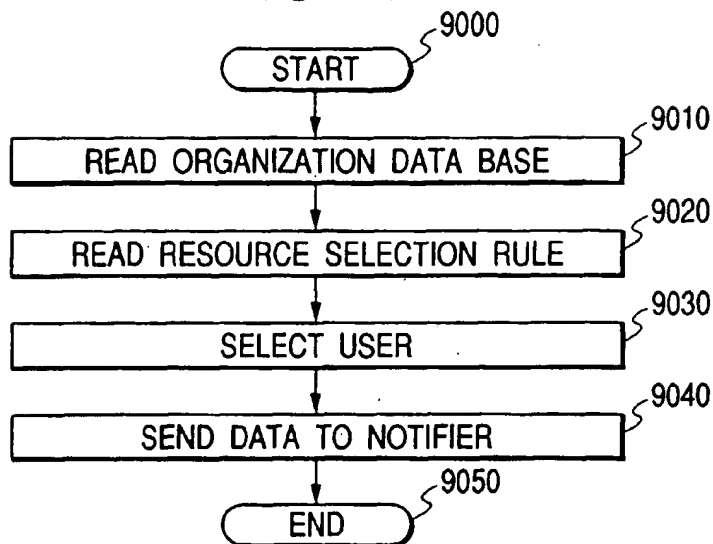 9000
START
9010
READ ORGANIZATION DATA BASE
9020
READ RESOURCE SELECTION RULE
9030
SELECT USER
9040
SEND DATA TO NOTIFIER
9050
END